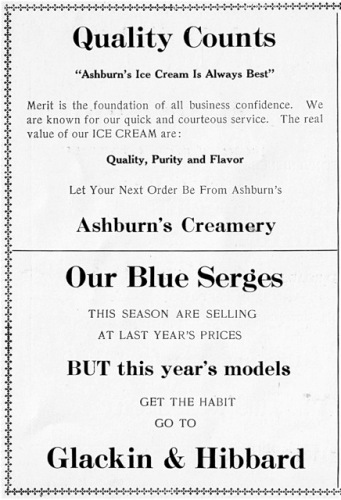 Quality Counts
"Ashburn's Ice Cream Is Always Best"
Merit is the foundation of all business confidence. We
are known for our quick and courteous service. The real
value of our ICE CREAM are:
Quality, Purity and Flavor
Let Your Next Order Be From Ashburn's
Ashburn's Creamery
Our Blue Serges
THIS SEASON ARE SELLING
AT LAST YEAR'S PRICES
BUT this year's models
GET THE HABIT
GO TO
Glackin & Hibbard